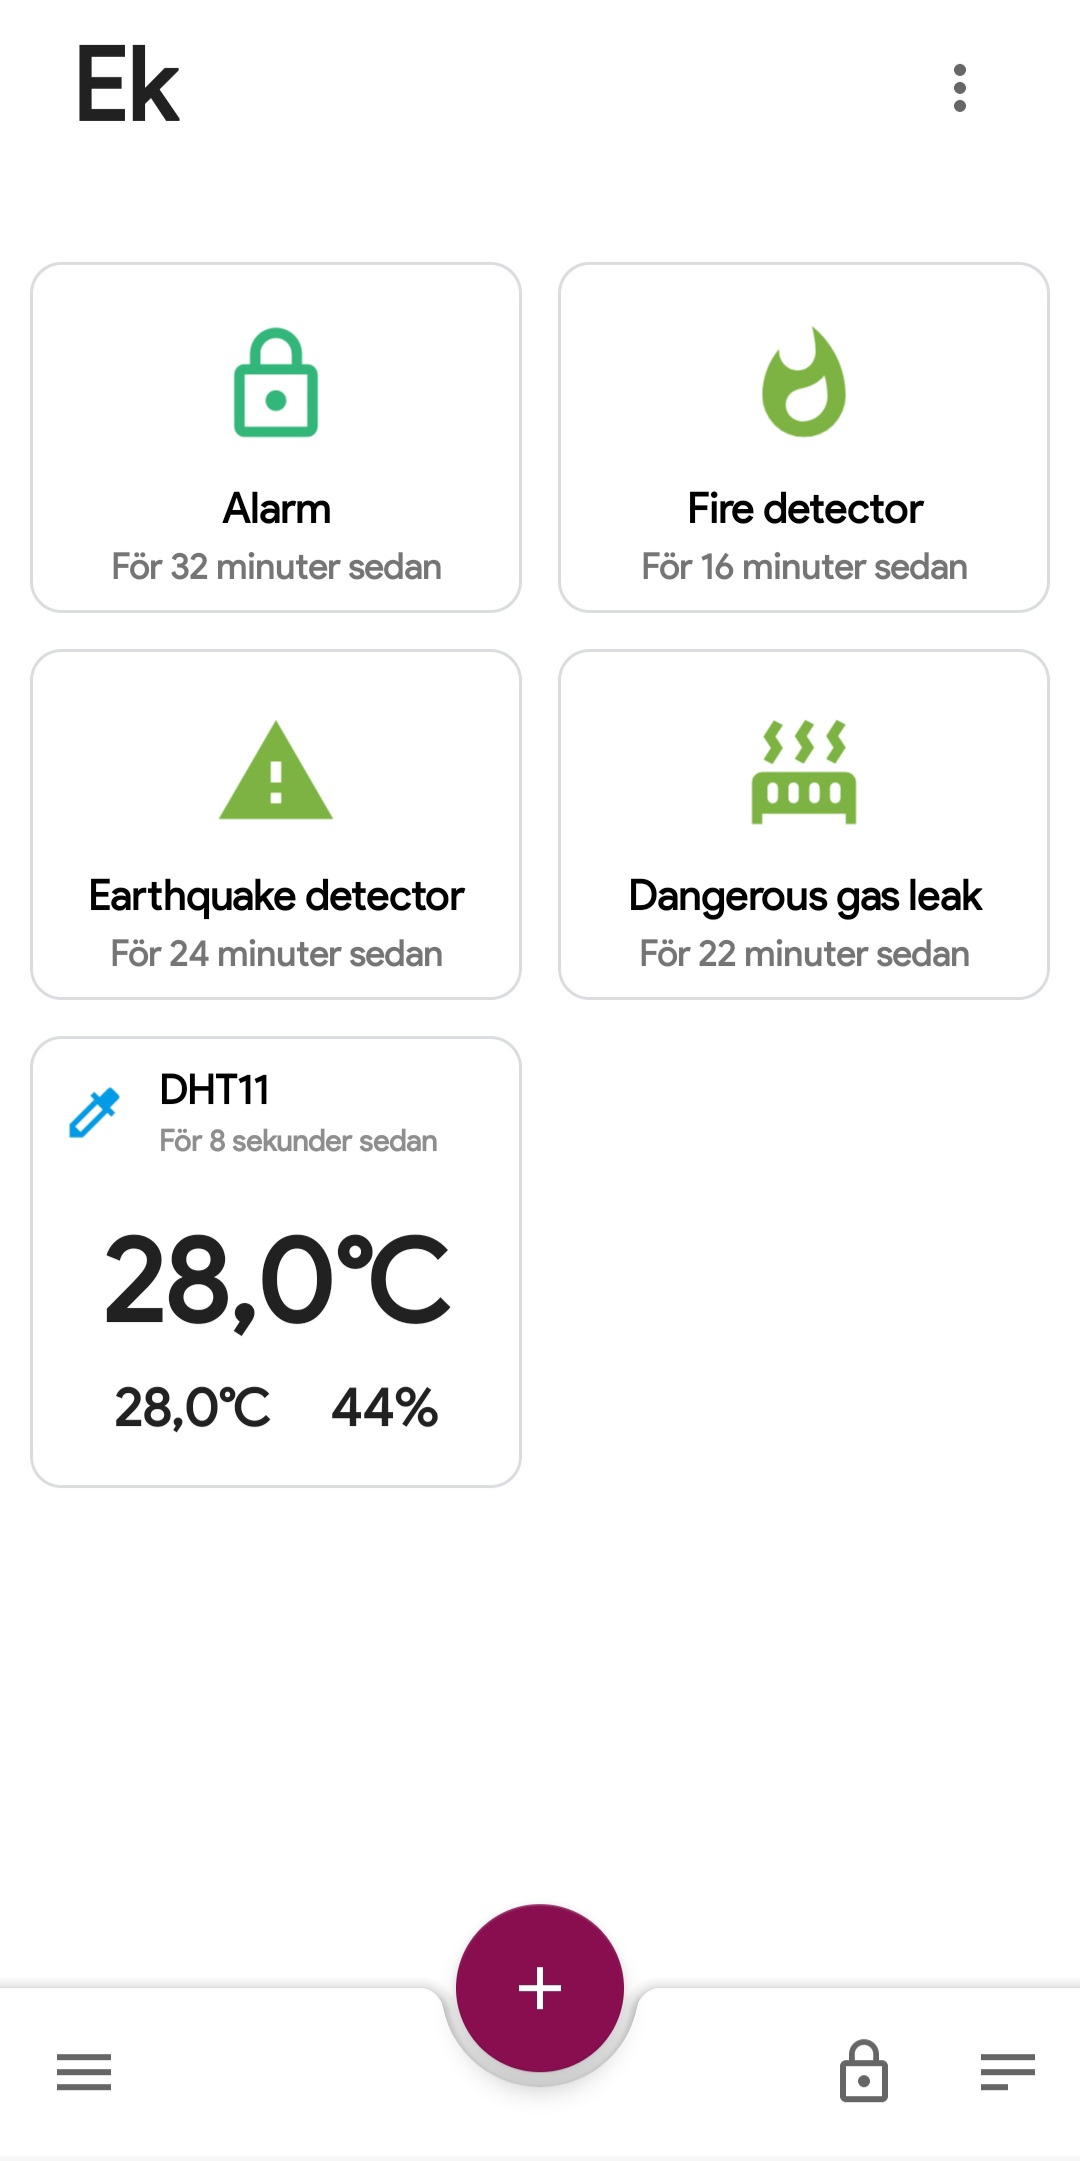 Ek
Alarm
För 32 minuter sedan
Fire detector
För 16 minuter sedan
Earthquake detector
För 24 minuter sedan
Dangerous gas leak
För 22 minuter sedan
DHT11
För 8 sekunder sedan
28,0°C
28,0°C 44%